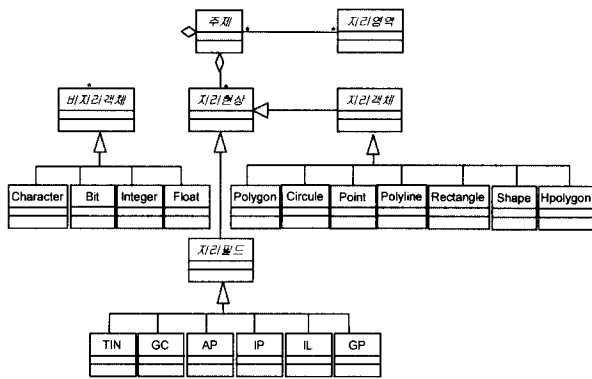 주제
*
*
지리영역
*
비지리객체
*
지리현상
지리객체
Character
Bit
Integer
Float
Polygon
Circule
Point
Polyline
Rectangle
Shape
Hpolygon
지리필드
TIN
GC
AP
IP
IL
GP